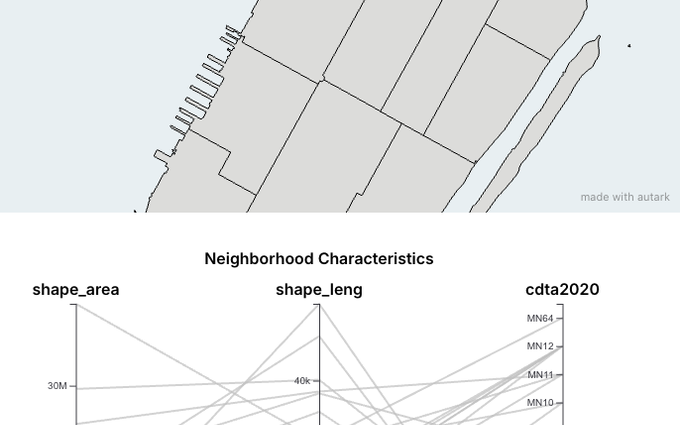 made with autark
Neighborhood Characteristics
shape_area shape_leng cdta2020
MN64
MN12
MN11
30M
40k
MN10